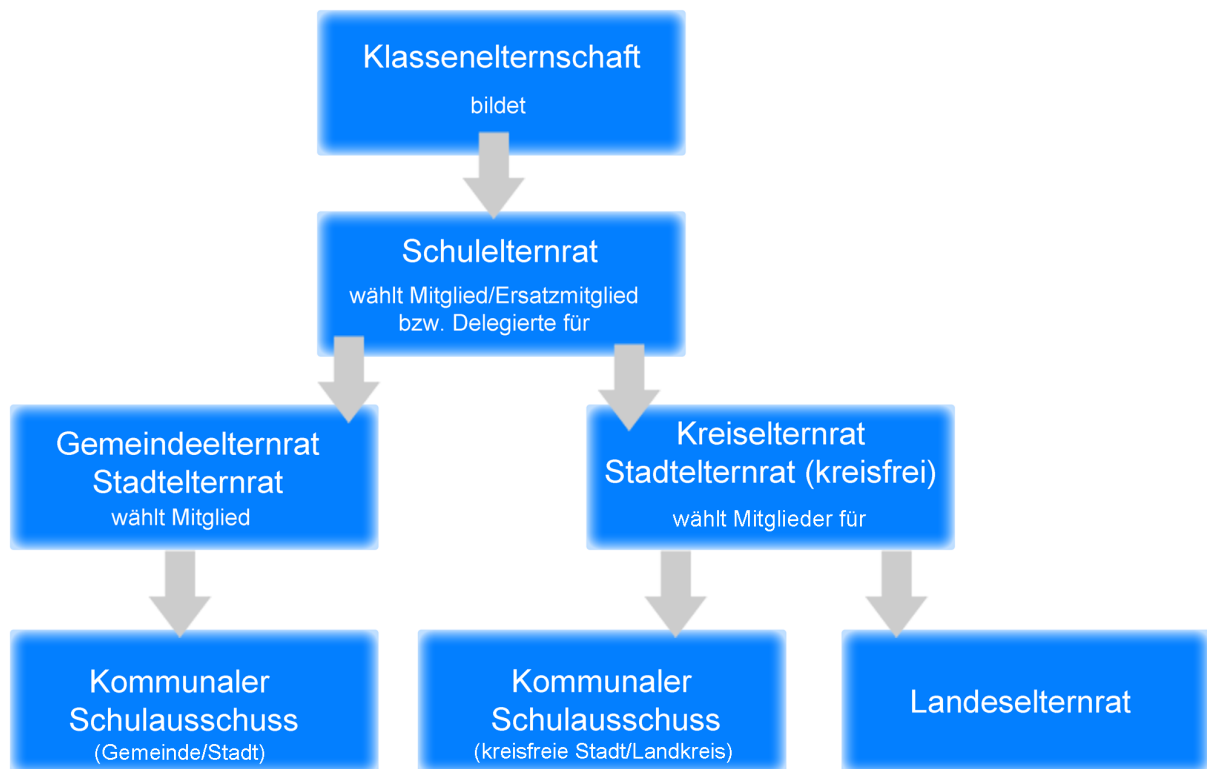 Klassenelternschaft
bildet
Schulelternrat
wählt Mitglied/Ersatzmitglied
bzw. Delegierte für
Gemeindeelternrat
Stadtelternrat
wählt Mitglied
Kreiselternrat
Stadtelternrat (kreisfrei)
wählt Mitglieder für
Kommunaler
Schulausschuss
(Gemeinde/Stadt)
Kommunaler
Schulausschuss
(kreisfreie Stadt/Landkreis)
Landeselternrat